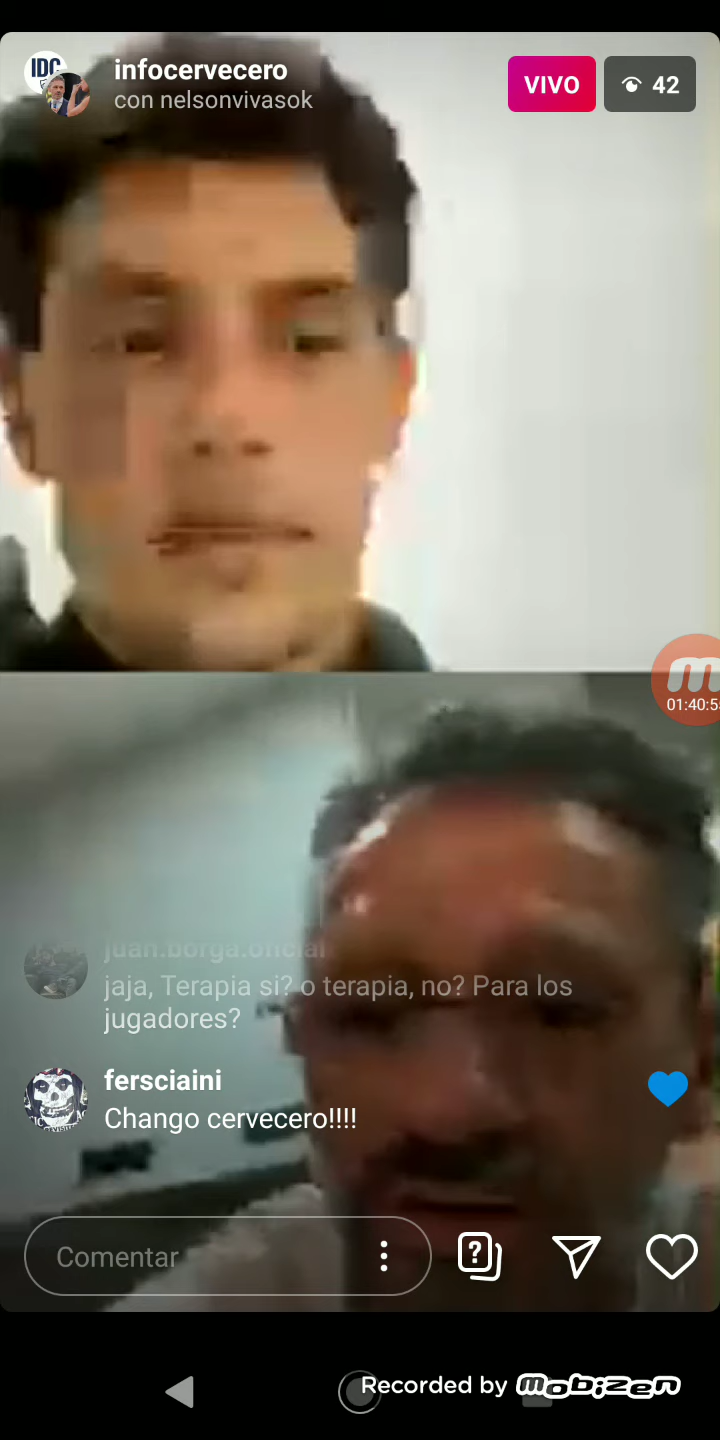 IDG
infocervecero
con nelsonvivasok
VIVO
42
01:40:5
juan.borga.oficial
jaja, Terapia si? o terapia, no? Para los
jugadores?
fersciaini
Chango cervecero!!!!
Comentar
Recorded by mobizen